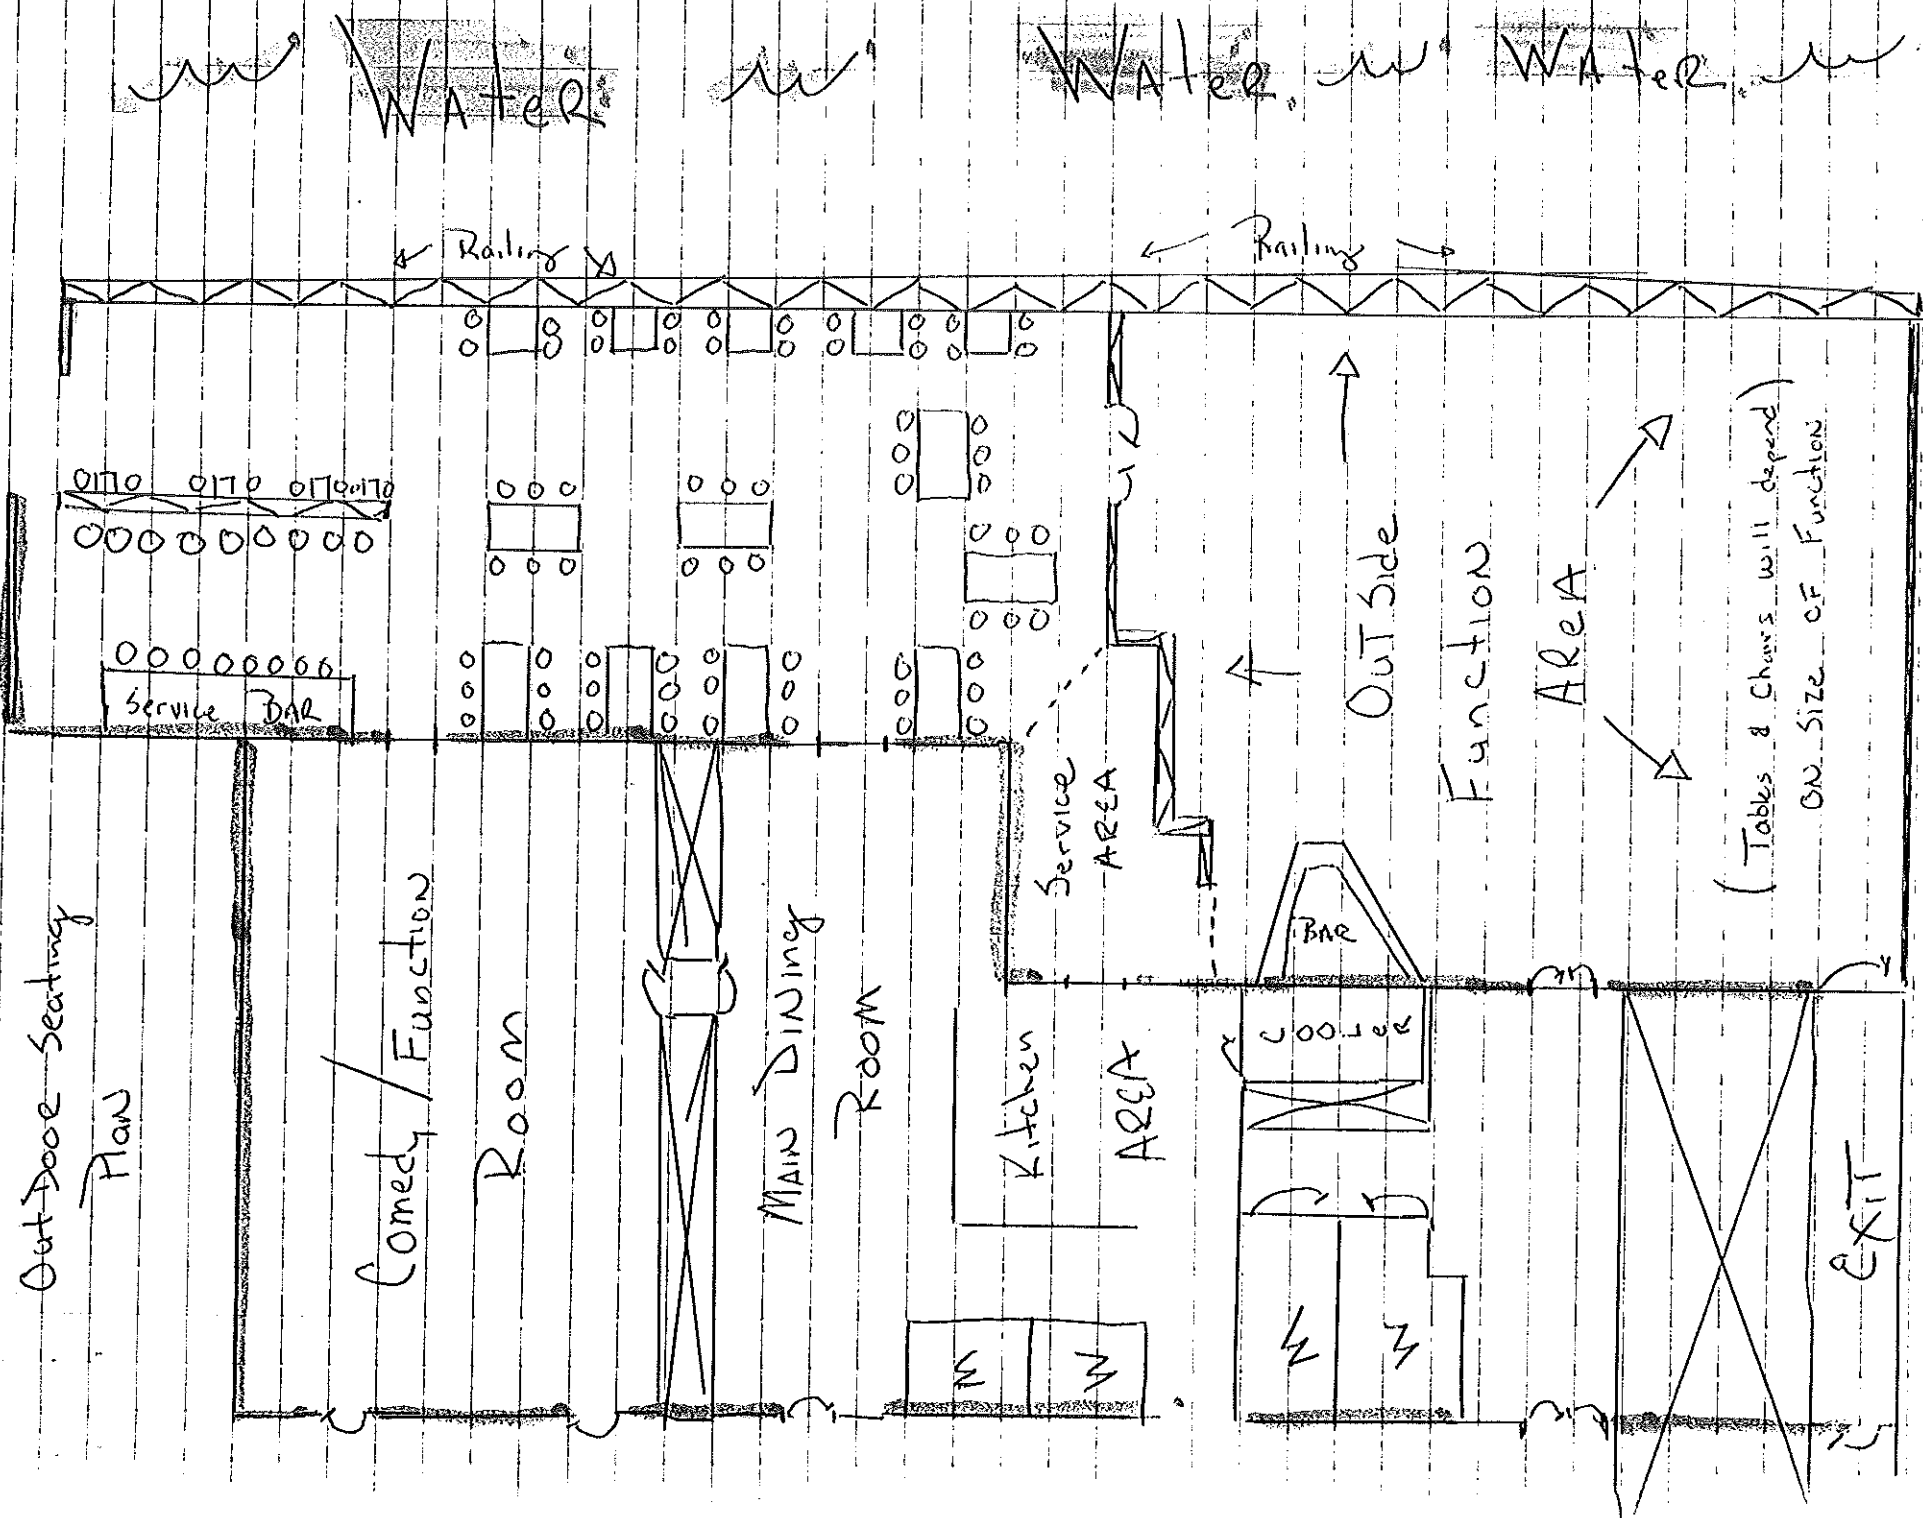 WAteR
WAteR
WAteR
Railing
Railing
Service BAR
OutDoor Seating
Plan
Comedy/Function
Room
MAIN DINing
ROOM
Service
AREA
Kitchen
AREA
BAR
COOLER
OUTSide
Function
AReA
(Tables & Chairs will depend)
ON Size OF Function
EXIT
M
W
W
M